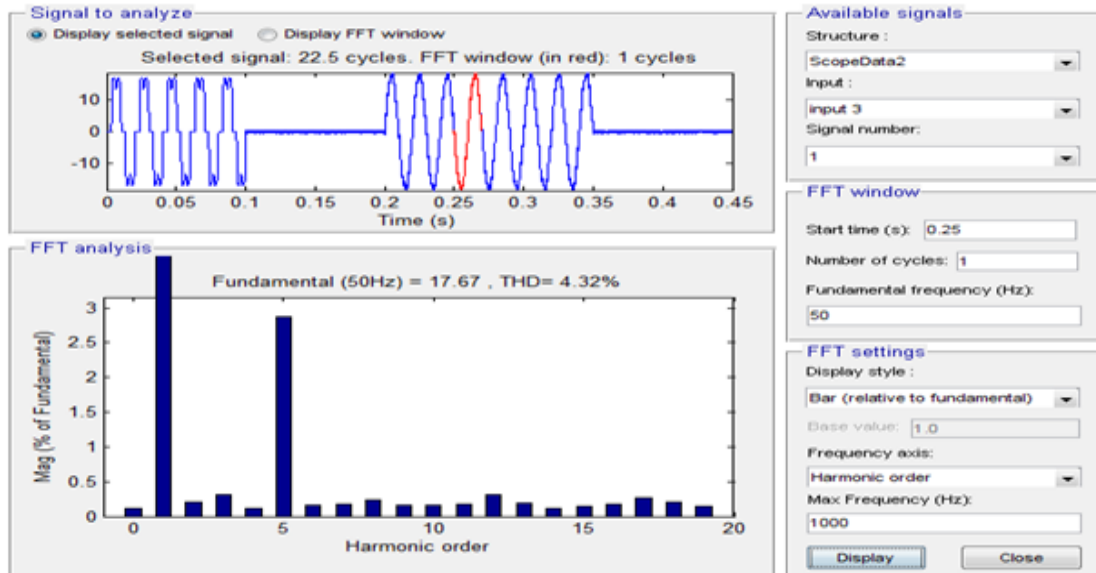 Signal to analyze
Display selected signal Display FFT window
Selected signal: 22.5 cycles. FFT window (in red): 1 cycles
10
0
-10
0 0.05 0.1 0.15 0.2 0.25 0.3 0.35 0.4 0.45
Time (s)
FFT analysis
Fundamental (50Hz) = 17.67 , THD= 4.32%
3
2.5
2
1.5
1
0.5
0
Mag (% of Fundamental)
0 5 10 15 20
Harmonic order
Available signals
Structure :
ScopeData2
Input :
input 3
Signal number:
1
FFT window
Start time (s): 0.25
Number of cycles: 1
Fundamental frequency (Hz):
50
FFT settings
Display style :
Bar (relative to fundamental)
Base value: 1.0
Frequency axis:
Harmonic order
Max Frequency (Hz):
1000
Display Close